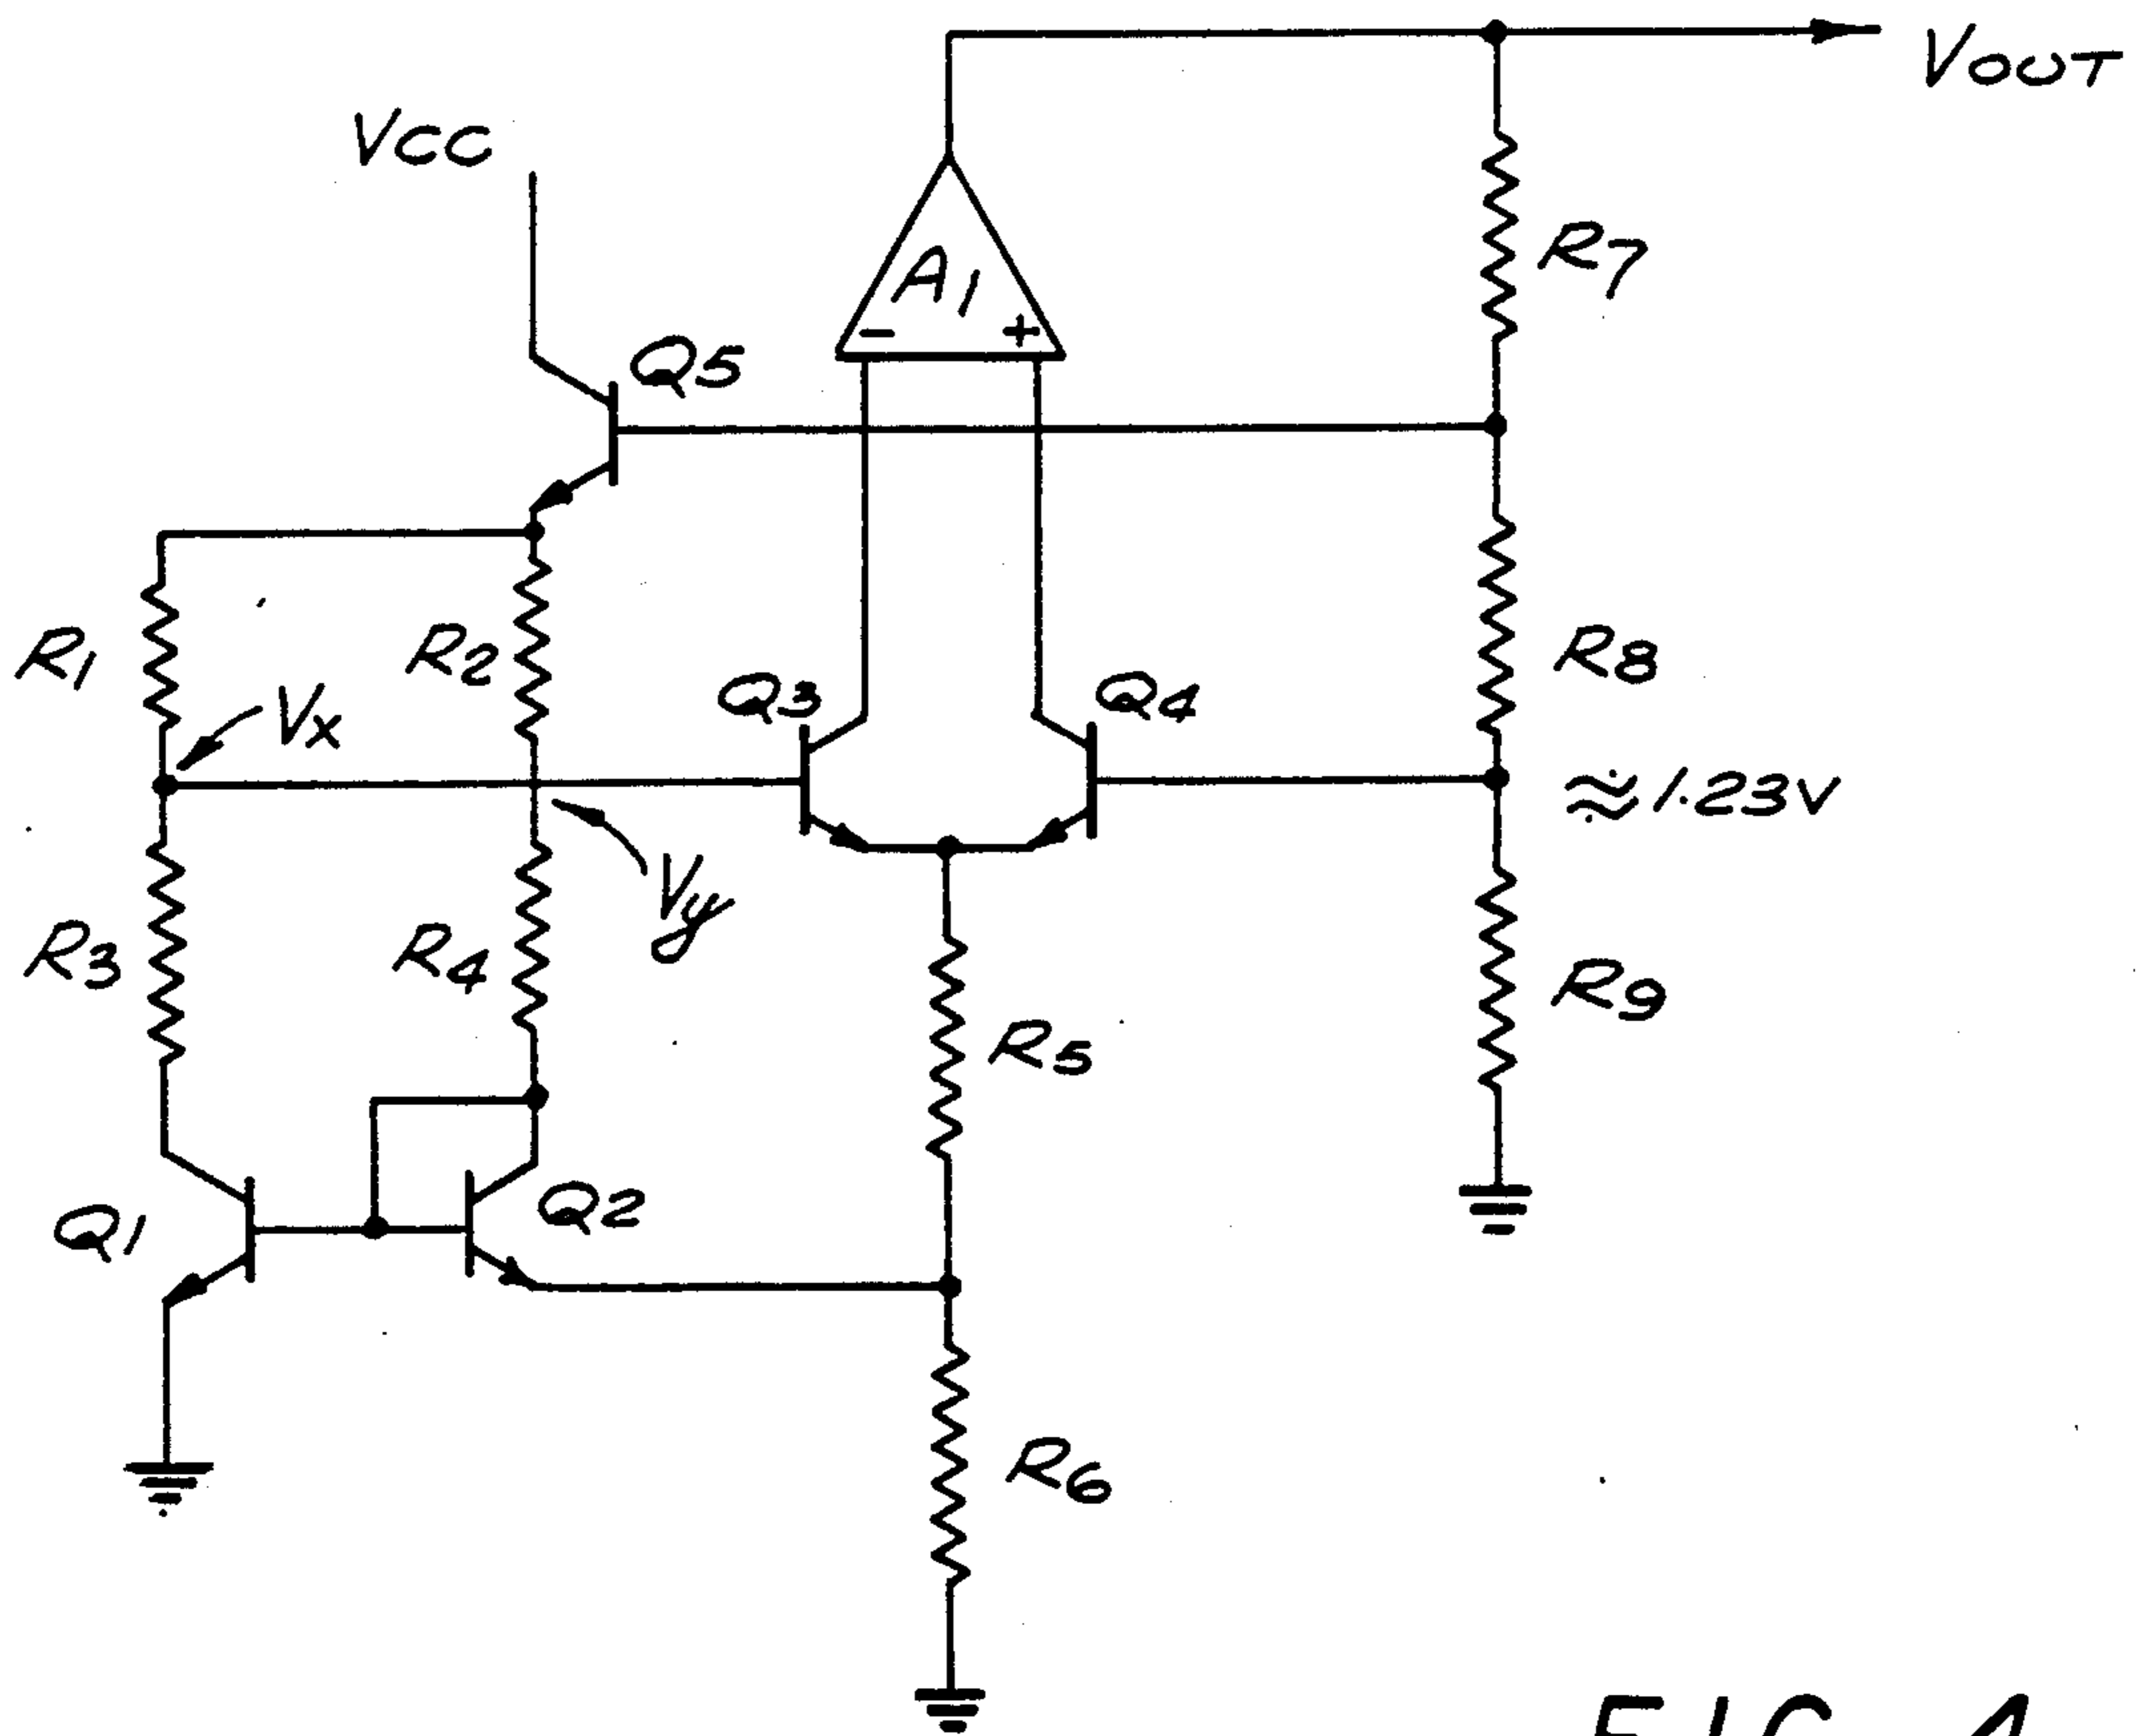 VOUT
VCC
R7
A1
- +
Q5
R1
R2
R8
Vx
Q3
Q4
≈ 1.23V
Vy
R3
R4
R9
R5
Q1
Q2
R6